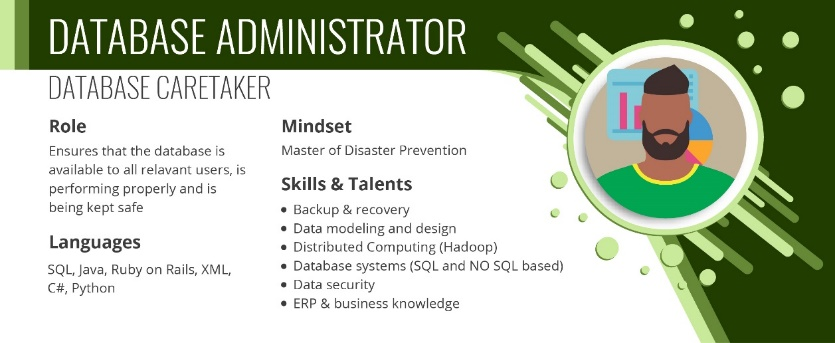 DATABASE ADMINISTRATOR
DATABASE CARETAKER
Role
Ensures that the database is
available to all relavant users, is
performing properly and is
being kept safe
Languages
SQL, Java, Ruby on Rails, XML,
C#, Python
Mindset
Master of Disaster Prevention
Skills & Talents
• Backup & recovery
• Data modeling and design
• Distributed Computing (Hadoop)
• Database systems (SQL and NO SQL based)
• Data security
• ERP & business knowledge